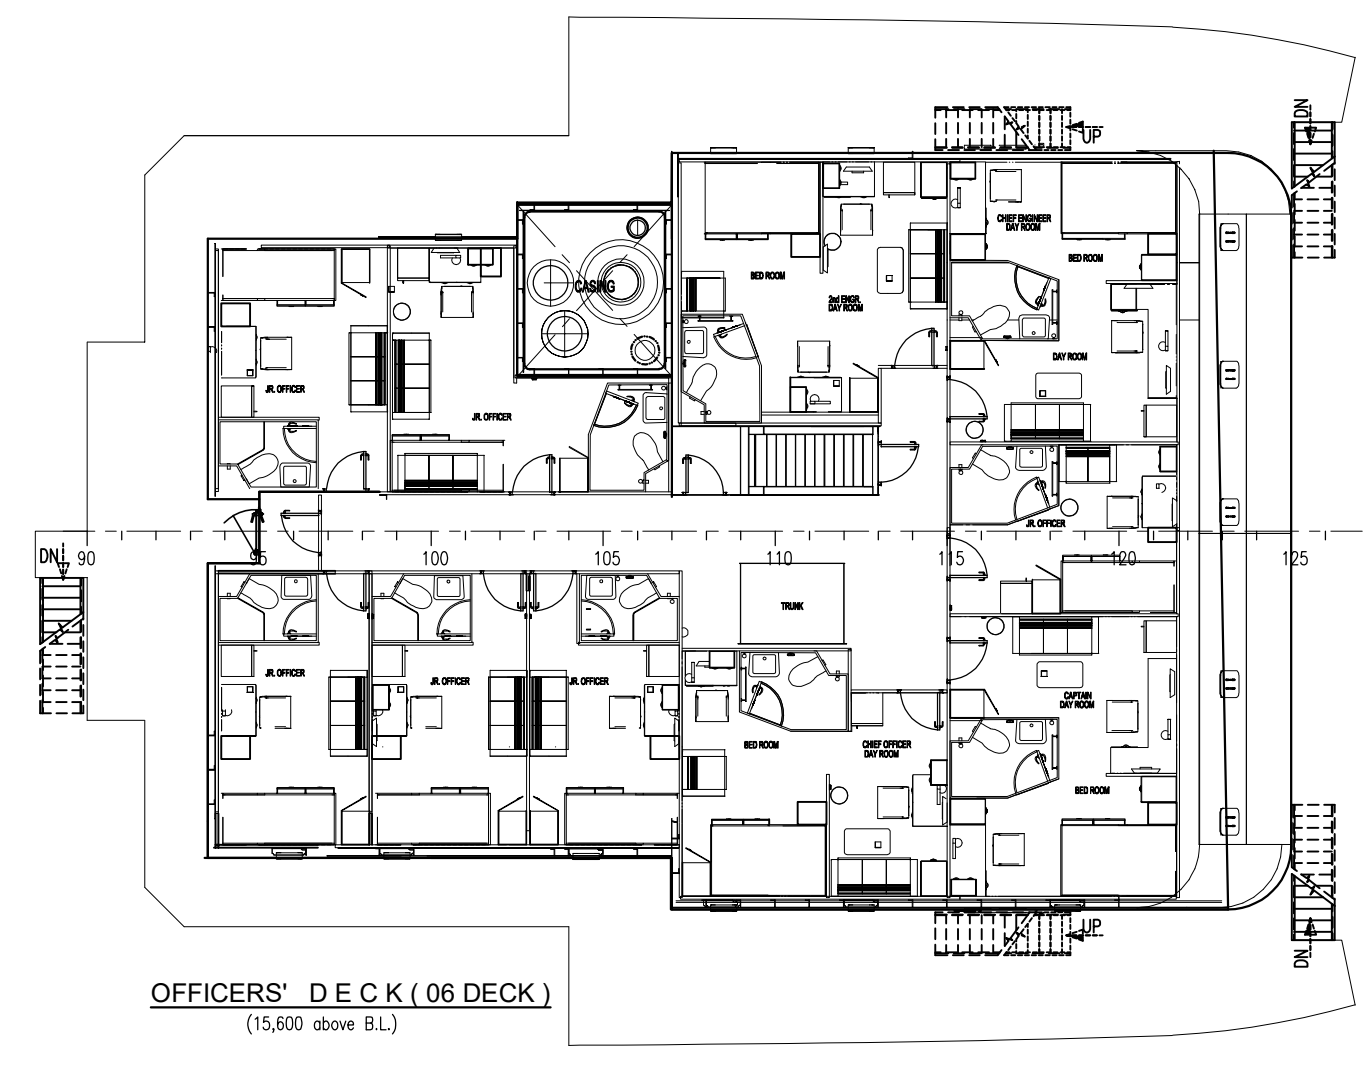 DN
UP
CHIEF ENGINEER
DAY ROOM
BED ROOM
BED ROOM
CASING
2nd ENGR.
DAY ROOM
DAY ROOM
JR. OFFICER
JR. OFFICER
JR. OFFICER
DN
90
95
100
105
110
115
120
125
TRUNK
JR. OFFICER
JR. OFFICER
JR. OFFICER
CAPTAIN
DAY ROOM
BED ROOM
CHIEF OFFICER
DAY ROOM
BED ROOM
UP
DN
OFFICERS' D E C K ( 06 DECK )
(15,600 above B.L.)